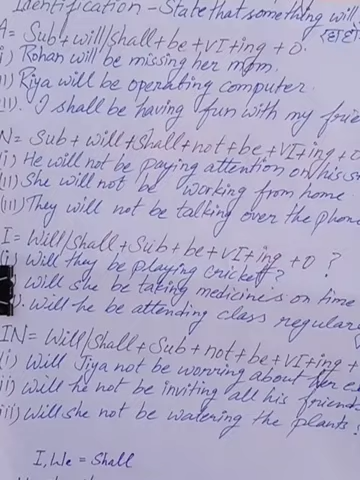 Identification - State that something will
A = Sub + will/shall + be + VI + ing + O.
i) Rohan will be missing her mom.
ii) Riya will be operating computer.
iii). I shall be having fun with my frie
N = Sub + will + Shall + not + be + VI + ing + O
(i) He will not be paying attention on his s
(ii) She will not be working from home
(iii) They will not be talking over the phone
I = Will/Shall + Sub + be + VI + ing + O ?
(i) Will they be playing cricket?
Will she be taking medicine's on time
Will he be attending class regular
IN = Will/Shall + Sub + not + be + VI + ing +
(i) Will Jiya not be worring about her e
ii) Will he not be inviting all his friend
iii) Will she not be watering the plants
I, We = Shall